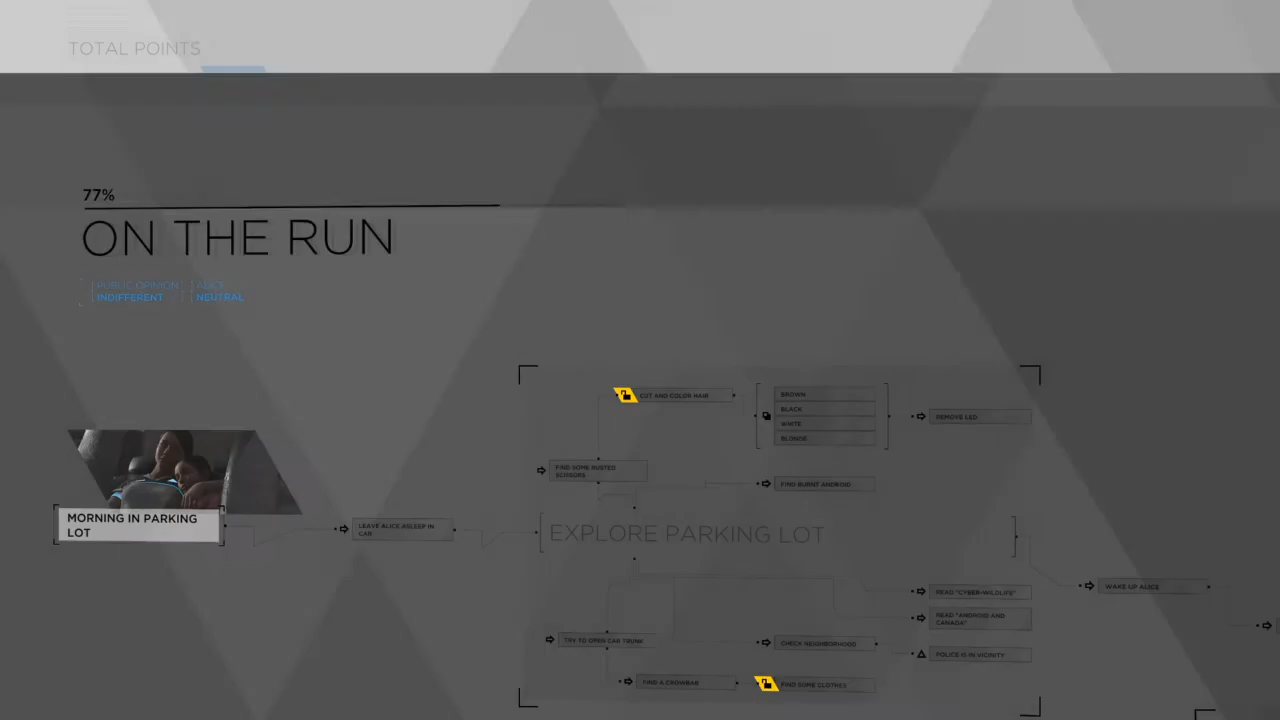 TOTAL POINTS
77%
ON THE RUN
PUBLIC OPINION
ALICE
INDIFFERENT
NEUTRAL
CUT AND COLOR HAIR
BROWN
BLACK
WHITE
BLONDE
REMOVE LED
FIND SOME RUSTED
SCISSORS
FIND BURNT ANDROID
MORNING IN PARKING
LOT
LEAVE ALICE ASLEEP IN
CAR
EXPLORE PARKING LOT
WAKE UP ALICE
READ "CYBER-WILDLIFE"
READ "ANDROID AND
CANADA"
TRY TO OPEN CAR TRUNK
CHECK NEIGHBORHOOD
POLICE IS IN VICINITY
FIND A CROWBAR
FIND SOME CLOTHES